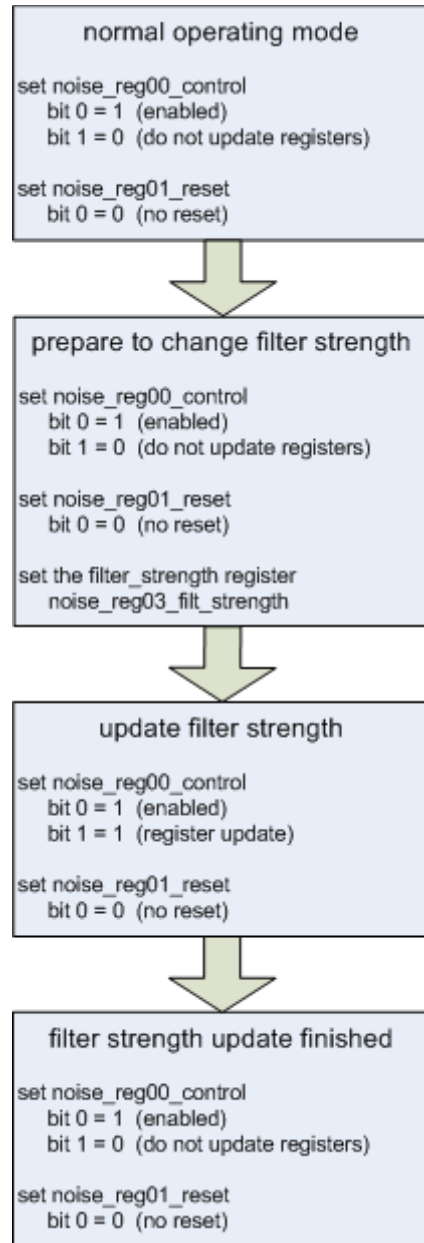 normal operating mode
set noise_reg00_control
bit 0 = 1 (enabled)
bit 1 = 0 (do not update registers)
set noise_reg01_reset
bit 0 = 0 (no reset)
prepare to change filter strength
set noise_reg00_control
bit 0 = 1 (enabled)
bit 1 = 0 (do not update registers)
set noise_reg01_reset
bit 0 = 0 (no reset)
set the filter_strength register
noise_reg03_filt_strength
update filter strength
set noise_reg00_control
bit 0 = 1 (enabled)
bit 1 = 1 (register update)
set noise_reg01_reset
bit 0 = 0 (no reset)
filter strength update finished
set noise_reg00_control
bit 0 = 1 (enabled)
bit 1 = 0 (do not update registers)
set noise_reg01_reset
bit 0 = 0 (no reset)